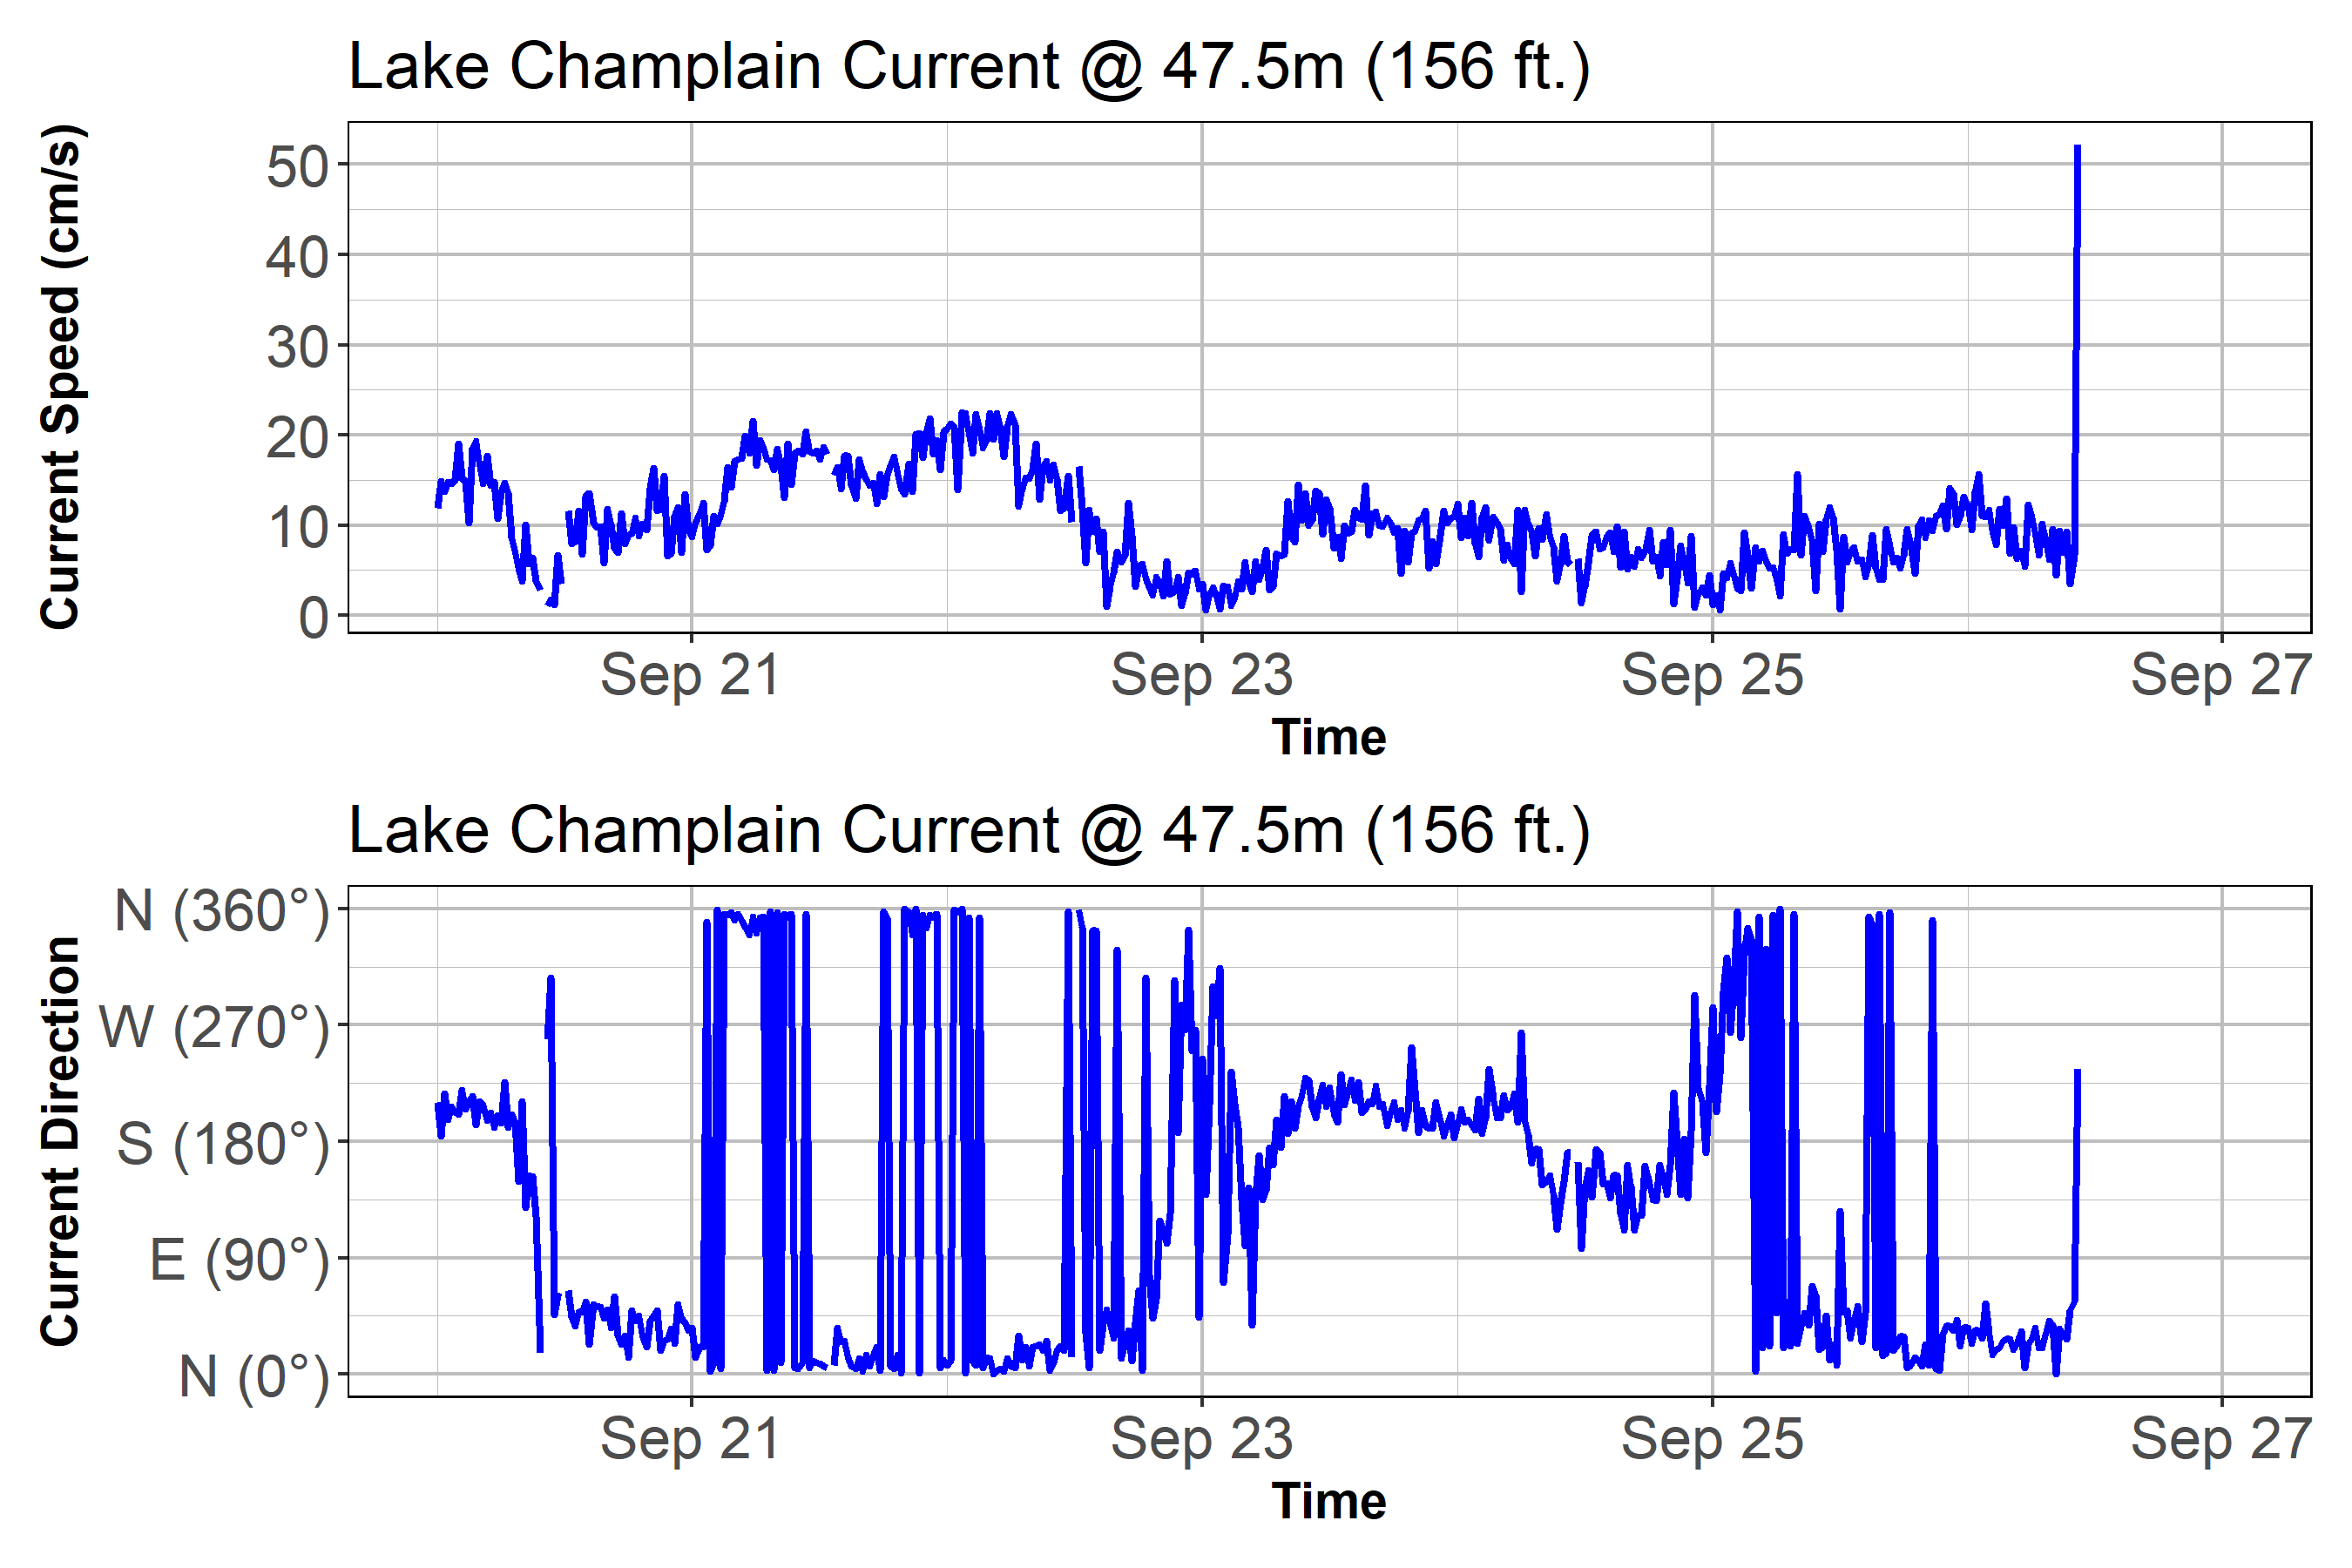 Lake Champlain Current @ 47.5m (156 ft.)
Current Speed (cm/s)
50
40
30
20
10
0
Sep 21 Sep 23 Sep 25 Sep 27
Time
Lake Champlain Current @ 47.5m (156 ft.)
Current Direction
N (360°)
W (270°)
S (180°)
E (90°)
N (0°)
Sep 21 Sep 23 Sep 25 Sep 27
Time